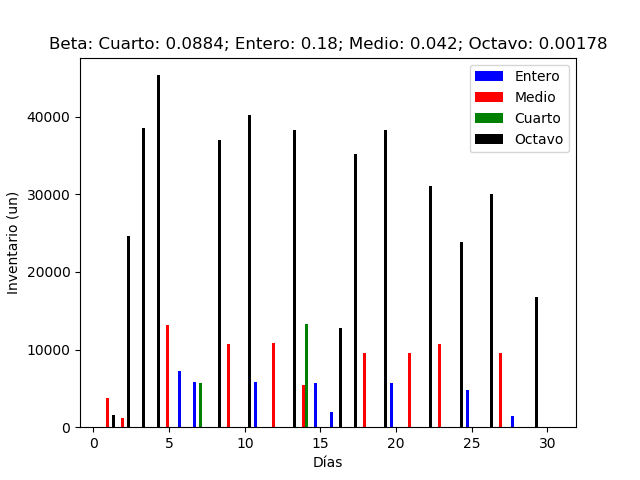 Beta: Cuarto: 0.0884; Entero: 0.18; Medio: 0.042; Octavo: 0.00178
Entero
Medio
Cuarto
Octavo
Inventario (un)
40000
30000
20000
10000
0
0 5 10 15 20 25 30
Días